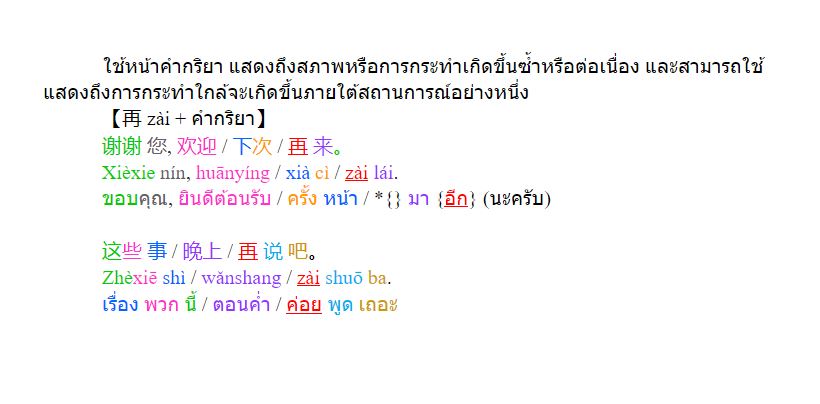 ใช้หน้าคำกริยา แสดงถึงสภาพหรือการกระทำเกิดขึ้นซ้ำหรือต่อเนื่อง และสามารถใช้
แสดงถึงการกระทำใกล้จะเกิดขึ้นภายใต้สถานการณ์อย่างหนึ่ง
【再 zài + คำกริยา】
谢谢 您, 欢迎 / 下次 / 再 来。
Xièxie nín, huānyíng / xià cì / zài lái.
ขอบคุณ, ยินดีต้อนรับ / ครั้ง หน้า / *{} มา {อีก} (นะครับ)
这些 事 / 晚上 / 再 说 吧。
Zhèxiē shì / wǎnshang / zài shuō ba.
เรื่อง พวก นี้ / ตอนค่ำ / ค่อย พูด เถอะ